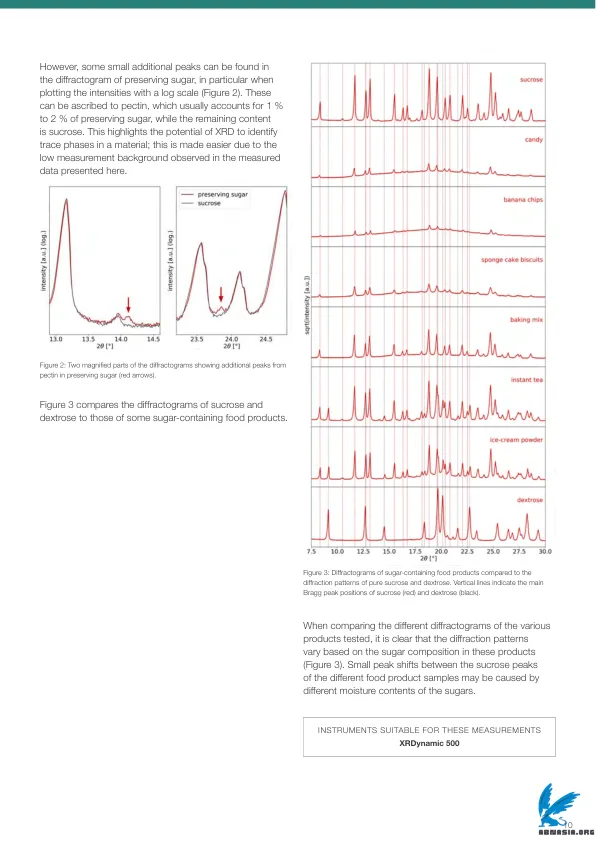 However, some small additional peaks can be found in
the diffractogram of preserving sugar, in particular when
plotting the intensities with a log scale (Figure 2). These
can be ascribed to pectin, which usually accounts for 1 %
to 2 % of preserving sugar, while the remaining content
is sucrose. This highlights the potential of XRD to identify
trace phases in a material; this is made easier due to the
low measurement background observed in the measured
data presented here.
intensity [a.u.] (log.)
13.0 13.5 14.0 14.5
2θ [°]
intensity [a.u.] (log.)
preserving sugar
sucrose
23.5 24.0 24.5
2θ [°]
Figure 2: Two magnified parts of the diffractograms showing additional peaks from
pectin in preserving sugar (red arrows).
Figure 3 compares the diffractograms of sucrose and
dextrose to those of some sugar-containing food products.
sqrt(intensity [a.u.])
sucrose
candy
banana chips
sponge cake biscuits
baking mix
instant tea
ice-cream powder
dextrose
7.5 10.0 12.5 15.0 17.5 20.0 22.5 25.0 27.5 30.0
2θ [°]
Figure 3: Diffractograms of sugar-containing food products compared to the
diffraction patterns of pure sucrose and dextrose. Vertical lines indicate the main
Bragg peak positions of sucrose (red) and dextrose (black).
When comparing the different diffractograms of the various
products tested, it is clear that the diffraction patterns
vary based on the sugar composition in these products
(Figure 3). Small peak shifts between the sucrose peaks
of the different food product samples may be caused by
different moisture contents of the sugars.
INSTRUMENTS SUITABLE FOR THESE MEASUREMENTS
XRDynamic 500
ABNASIA.ORG